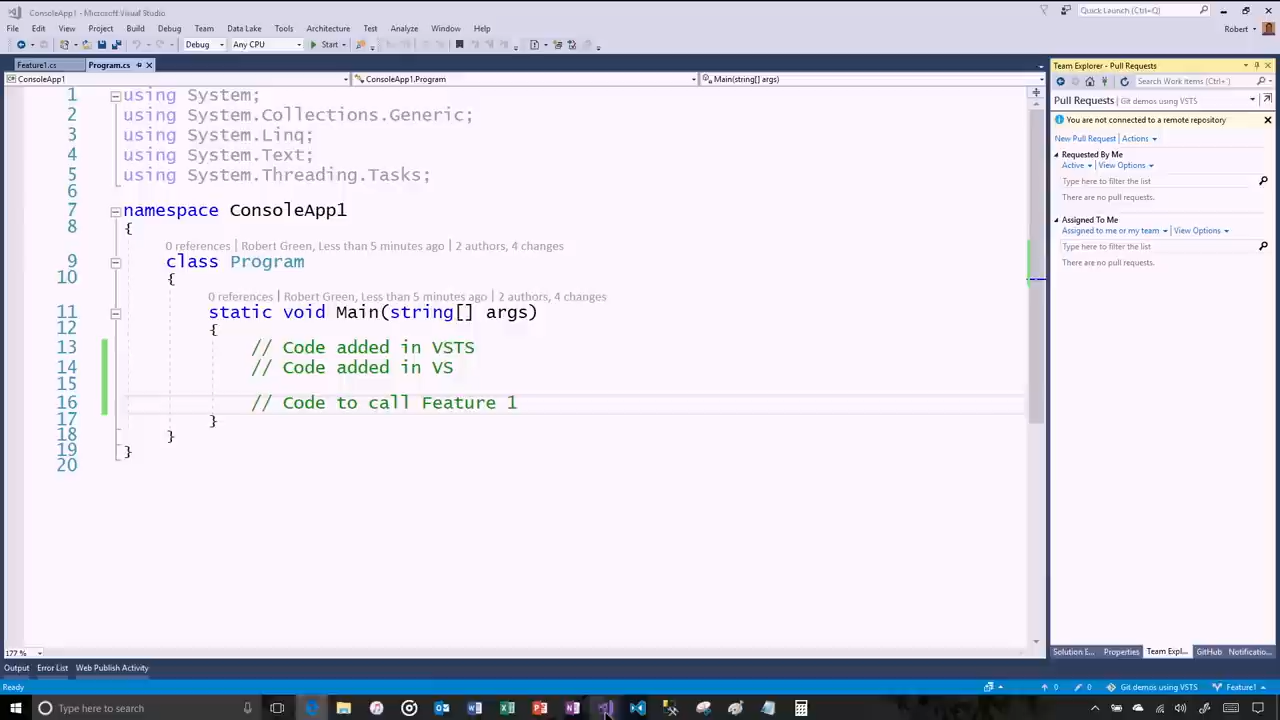 ConsoleApp1 - Microsoft Visual Studio
Quick Launch (Ctrl+Q)
File Edit View Project Build Debug Team Data Lake Tools Architecture Test Analyze Window Help
Robert
Debug Any CPU Start
Feature1.cs Program.cs
ConsoleApp1 ConsoleApp1.Program Main(string[] args)
1 using System;
2 using System.Collections.Generic;
3 using System.Linq;
4 using System.Text;
5 using System.Threading.Tasks;
6
7 namespace ConsoleApp1
8 {
0 references | Robert Green, Less than 5 minutes ago | 2 authors, 4 changes
9 class Program
10 {
0 references | Robert Green, Less than 5 minutes ago | 2 authors, 4 changes
11 static void Main(string[] args)
12 {
13 // Code added in VSTS
14 // Code added in VS
15
16 // Code to call Feature 1
17 }
18 }
19 }
20
177 %
Team Explorer - Pull Requests
Search Work Items (Ctrl+')
Pull Requests | Git demos using VSTS
You are not connected to a remote repository
New Pull Request | Actions
Requested By Me
Active | View Options
Type here to filter the list
There are no pull requests.
Assigned To Me
Assigned to me or my team | View Options
Type here to filter the list
There are no pull requests.
Solution E... Properties Team Expl... GitHub Notificatio...
Output Error List Web Publish Activity
Ready
0 0 Git demos using VSTS Feature1
Type here to search